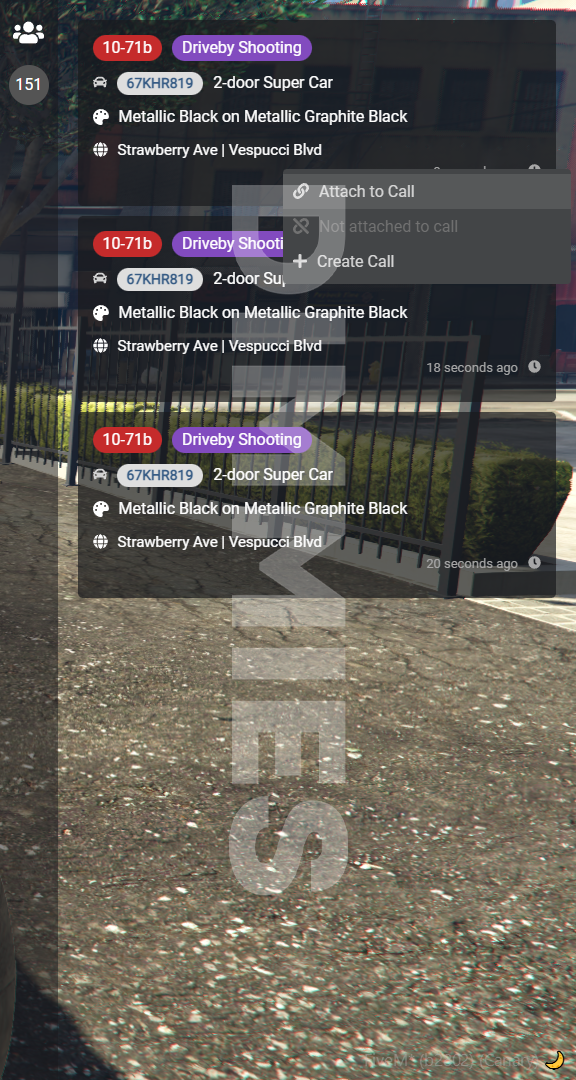 151
10-71b Driveby Shooting
67KHR819 2-door Super Car
Metallic Black on Metallic Graphite Black
Strawberry Ave | Vespucci Blvd
Attach to Call
Not attached to call
Create Call
10-71b Driveby Shooti
67KHR819 2-door Su
Metallic Black on Metallic Graphite Black
Strawberry Ave | Vespucci Blvd
18 seconds ago
10-71b Driveby Shooting
67KHR819 2-door Super Car
Metallic Black on Metallic Graphite Black
Strawberry Ave | Vespucci Blvd
20 seconds ago